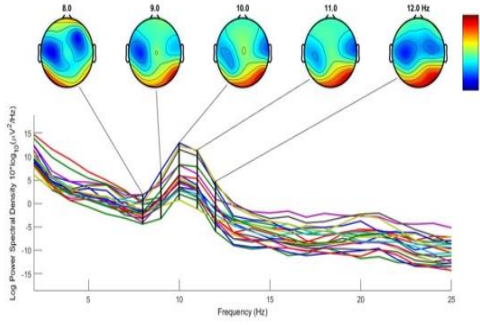 8.0 9.0 10.0 11.0 12.0 Hz
Log Power Spectral Density 10*log10(μV²/Hz)
15
10
5
0
-5
-10
-15
5 10 15 20 25
Frequency (Hz)